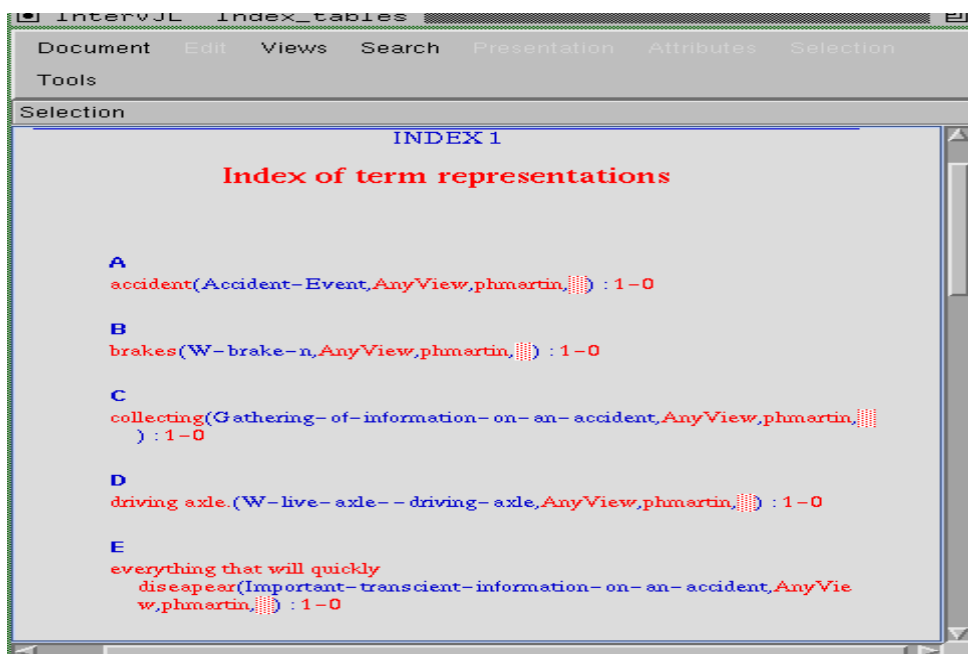 IntervJL Index_tables
Document Edit Views Search Presentation Attributes Selection
Tools
Selection
INDEX 1
Index of term representations
A
accident(Accident-Event,AnyView,phmartin,) : 1-0
B
brakes(W-brake-n,AnyView,phmartin,) : 1-0
C
collecting(Gathering-of-information-on-an-accident,AnyView,phmartin,
) : 1-0
D
driving axle.(W-live-axle--driving-axle,AnyView,phmartin,) : 1-0
E
everything that will quickly
diseapear(Important-transcient-information-on-an-accident,AnyVie
w,phmartin,) : 1-0